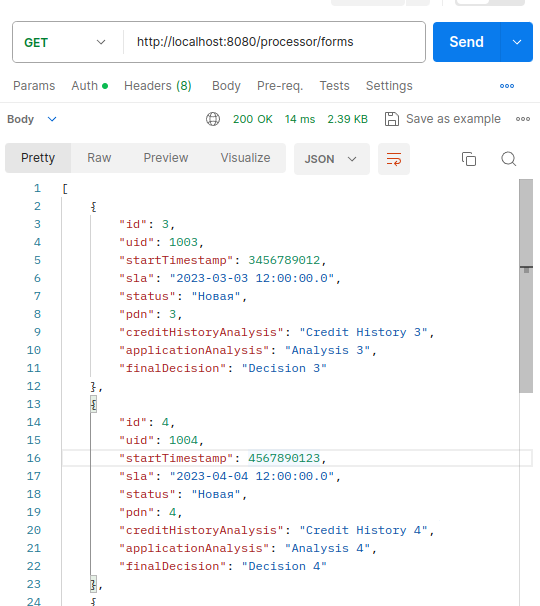 GET http://localhost:8080/processor/forms Send
Params Auth Headers (8) Body Pre-req. Tests Settings
Body 200 OK 14 ms 2.39 KB Save as example
Pretty Raw Preview Visualize JSON
1 [
2 {
3 "id": 3,
4 "uid": 1003,
5 "startTimestamp": 3456789012,
6 "sla": "2023-03-03 12:00:00.0",
7 "status": "Новая",
8 "pdn": 3,
9 "creditHistoryAnalysis": "Credit History 3",
10 "applicationAnalysis": "Analysis 3",
11 "finalDecision": "Decision 3"
12 },
13 {
14 "id": 4,
15 "uid": 1004,
16 "startTimestamp": 4567890123,
17 "sla": "2023-04-04 12:00:00.0",
18 "status": "Новая",
19 "pdn": 4,
20 "creditHistoryAnalysis": "Credit History 4",
21 "applicationAnalysis": "Analysis 4",
22 "finalDecision": "Decision 4"
23 },
24 {